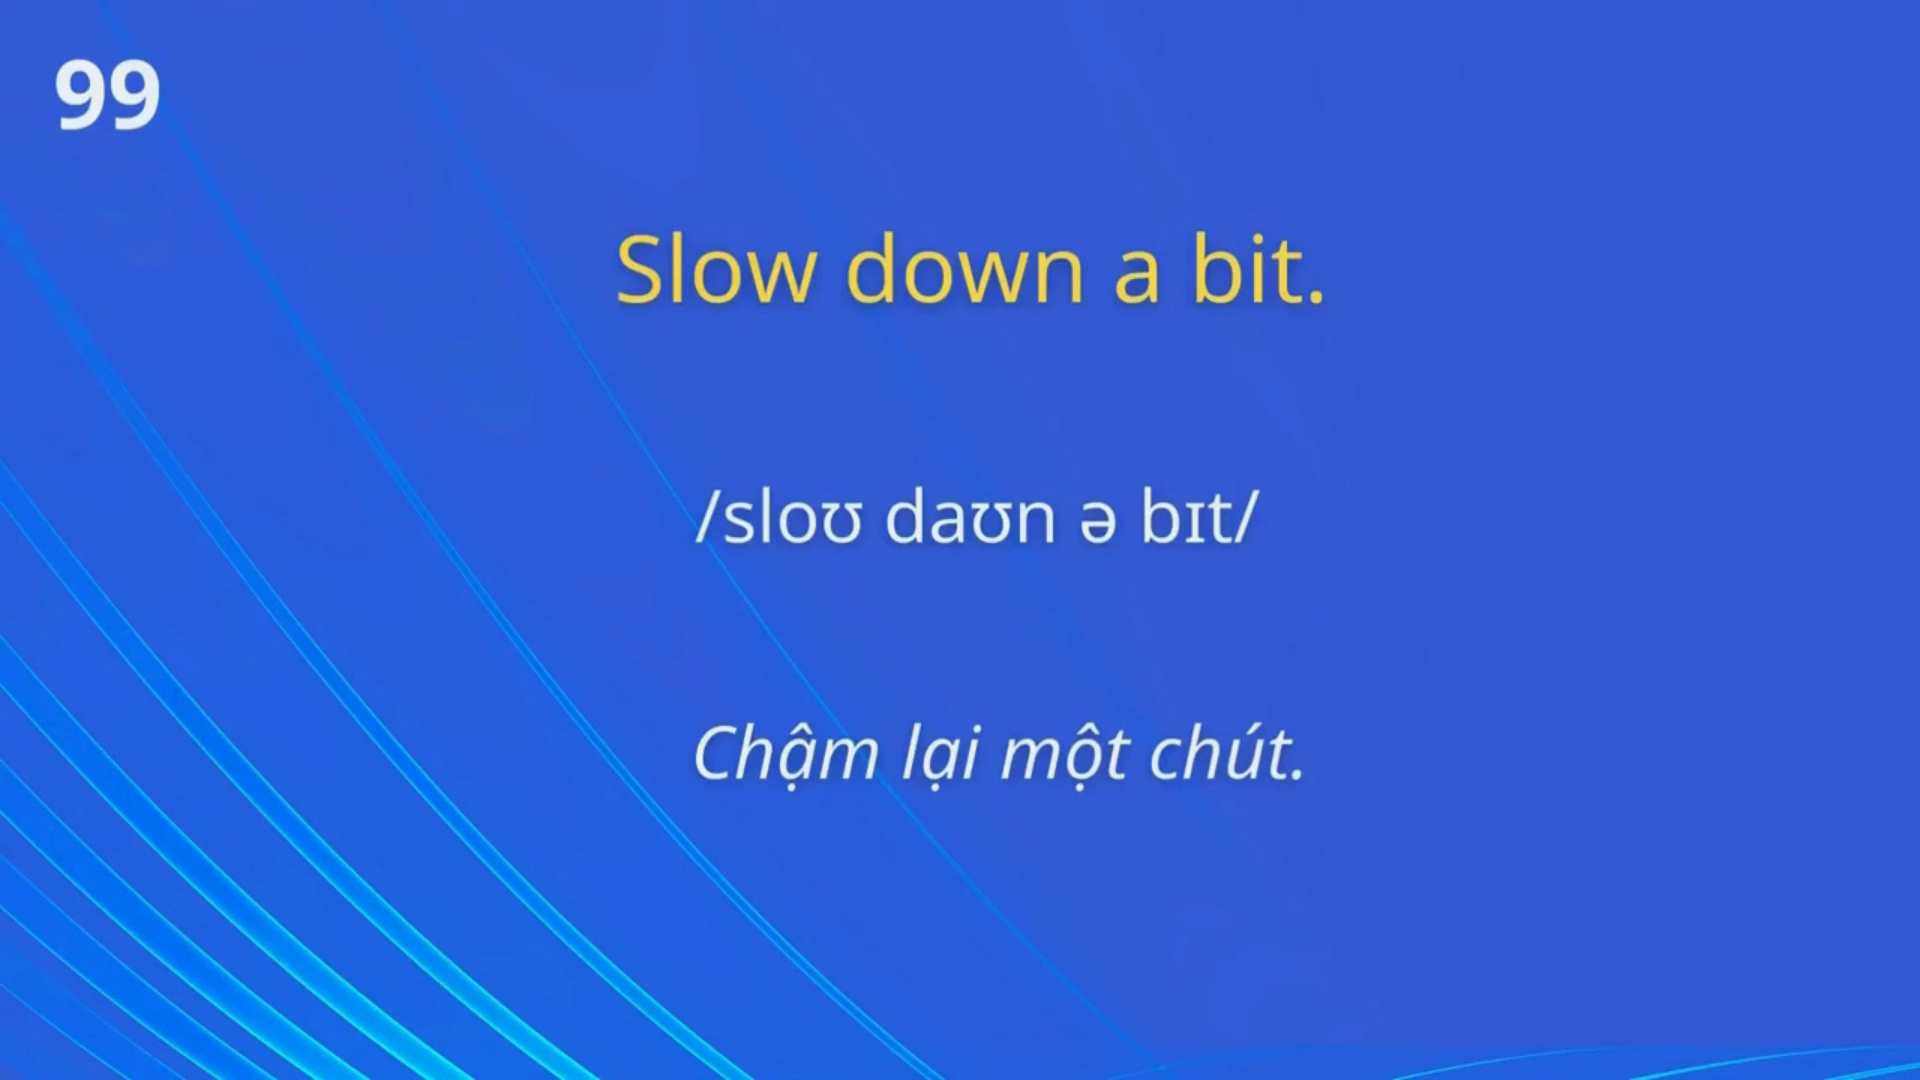 99
Slow down a bit.
/sloʊ daʊn ə bɪt/
Chậm lại một chút.